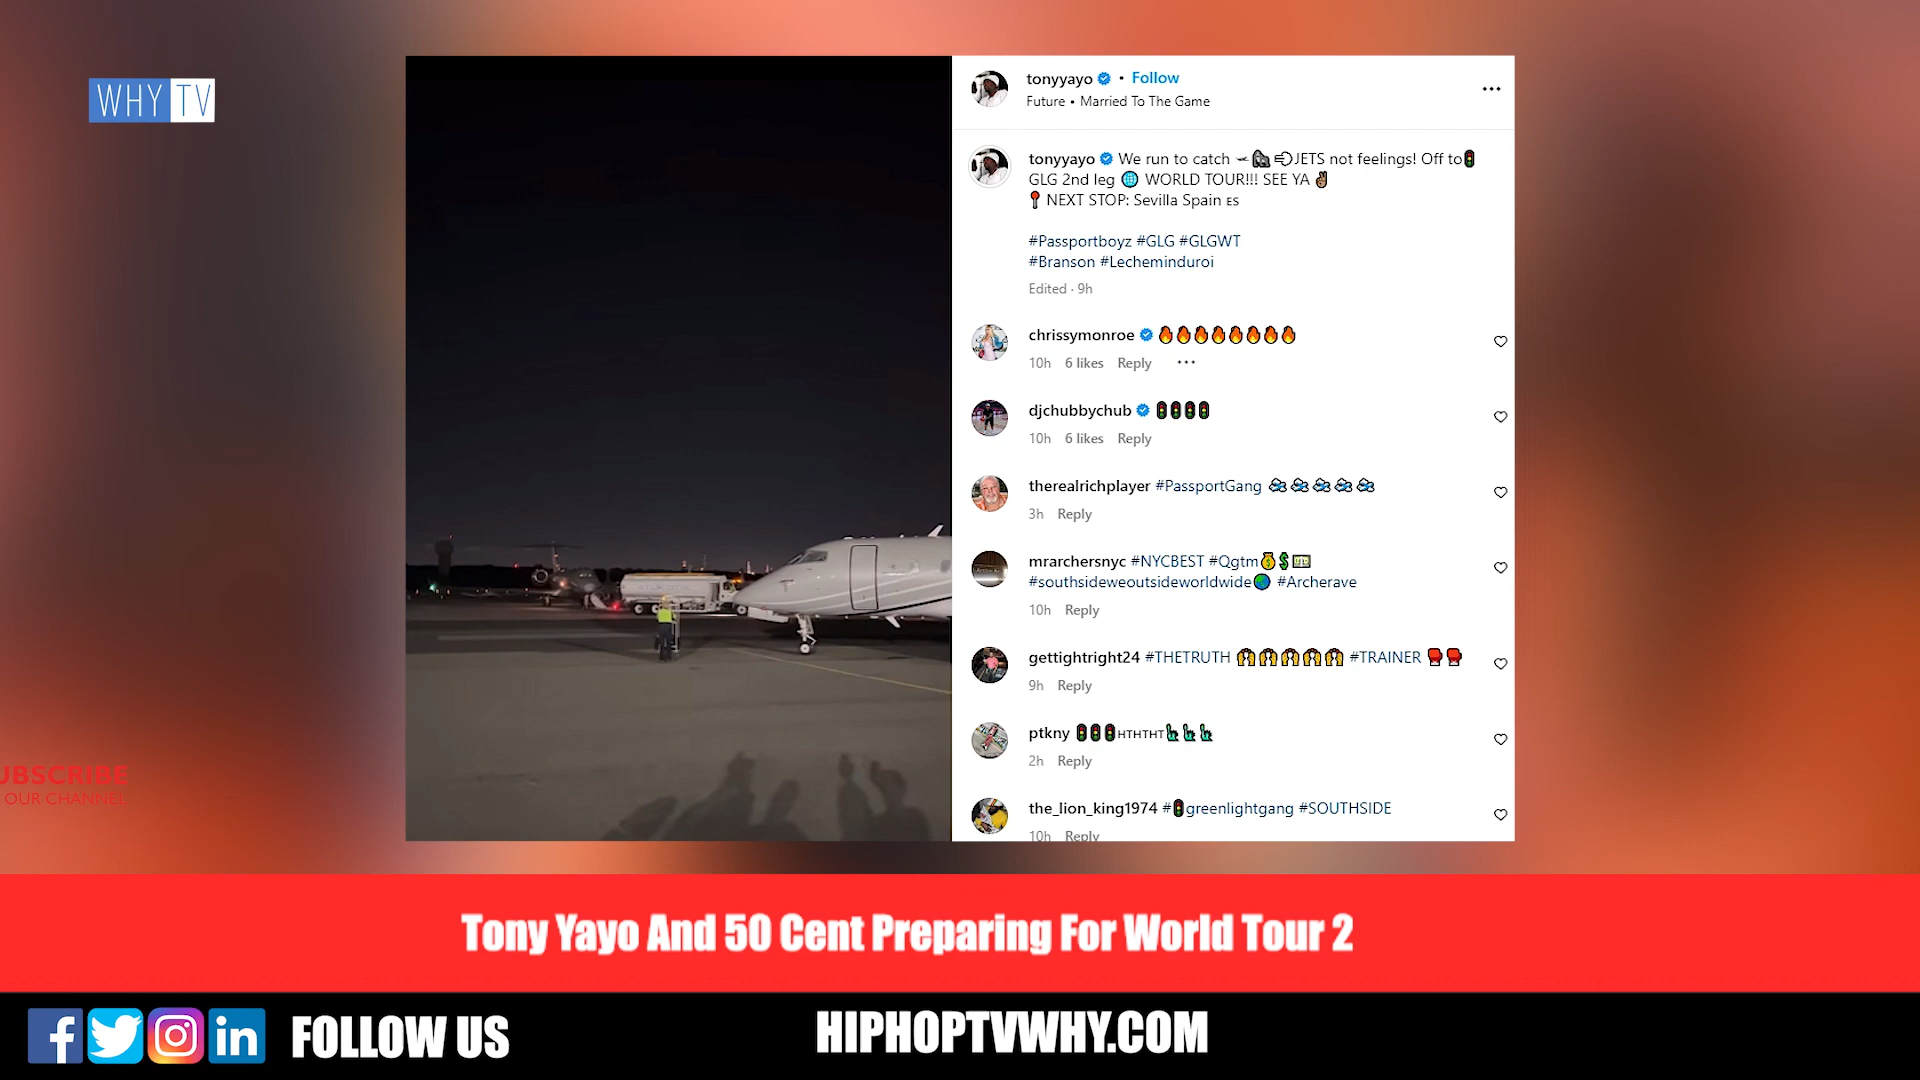 WHY TV
tonyyayo • Follow
Future • Married To The Game
tonyyayo We run to catch JETS not feelings! Off to🚦
GLG 2nd leg 🌐 WORLD TOUR!!! SEE YA ✌🏾
📍 NEXT STOP: Sevilla Spain ES
#Passportboyz #GLG #GLGWT
#Branson #Lecheminduroi
Edited · 9h
chrissymonroe 🔥🔥🔥🔥🔥🔥🔥🔥
10h 6 likes Reply ...
djchubbychub 🚦🚦🚦🚦
10h 6 likes Reply
therealrichplayer #PassportGang
3h Reply
mrarchersnyc #NYCBEST #Qgtm💰💲💵
#southsideweoutsideworldwide🌍 #Archerave
10h Reply
gettightright24 #THETRUTH #TRAINER 🥊🥊
9h Reply
ptkny 🚦🚦🚦HTHTHT🗽🗽🗽
2h Reply
the_lion_king1974 #🚦greenlightgang #SOUTHSIDE
10h Reply
UBSCRIBE
OUR CHANNEL
Tony Yayo And 50 Cent Preparing For World Tour 2
FOLLOW US
HIPHOPTVWHY.COM